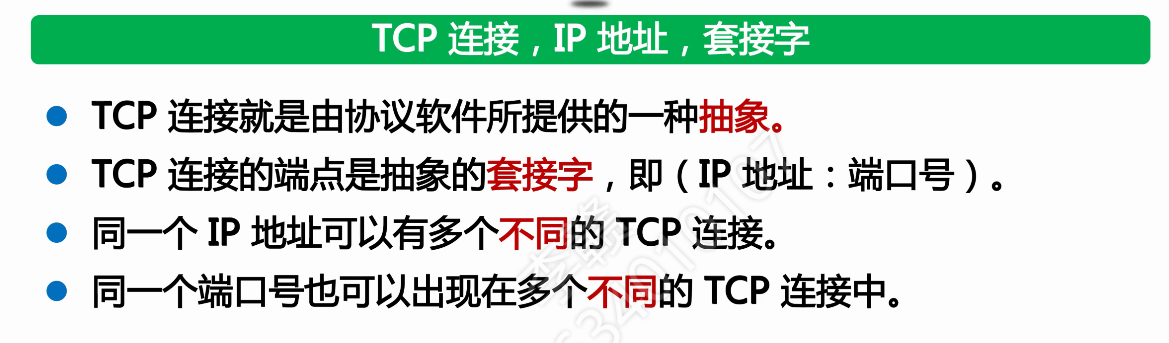 TCP 连接，IP 地址，套接字
TCP 连接就是由协议软件所提供的一种抽象。
TCP 连接的端点是抽象的套接字，即（IP 地址：端口号）。
同一个 IP 地址可以有多个不同的 TCP 连接。
同一个端口号也可以出现在多个不同的 TCP 连接中。